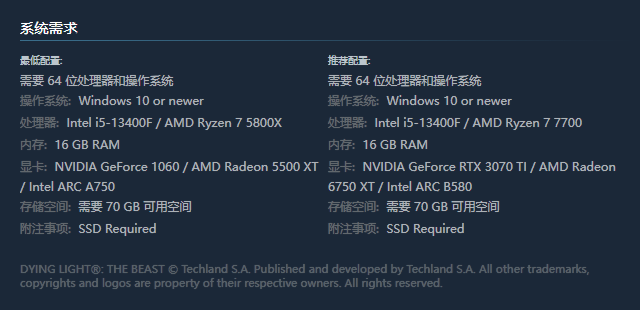 系统需求
最低配置:
需要 64 位处理器和操作系统
操作系统: Windows 10 or newer
处理器: Intel i5-13400F / AMD Ryzen 7 5800X
内存: 16 GB RAM
显卡: NVIDIA GeForce 1060 / AMD Radeon 5500 XT
/ Intel ARC A750
存储空间: 需要 70 GB 可用空间
附注事项: SSD Required
推荐配置:
需要 64 位处理器和操作系统
操作系统: Windows 10 or newer
处理器: Intel i5-13400F / AMD Ryzen 7 7700
内存: 16 GB RAM
显卡: NVIDIA GeForce RTX 3070 TI / AMD Radeon
6750 XT / Intel ARC B580
存储空间: 需要 70 GB 可用空间
附注事项: SSD Required
DYING LIGHT®: THE BEAST © Techland S.A. Published and developed by Techland S.A. All other trademarks,
copyrights and logos are property of their respective owners. All rights reserved.